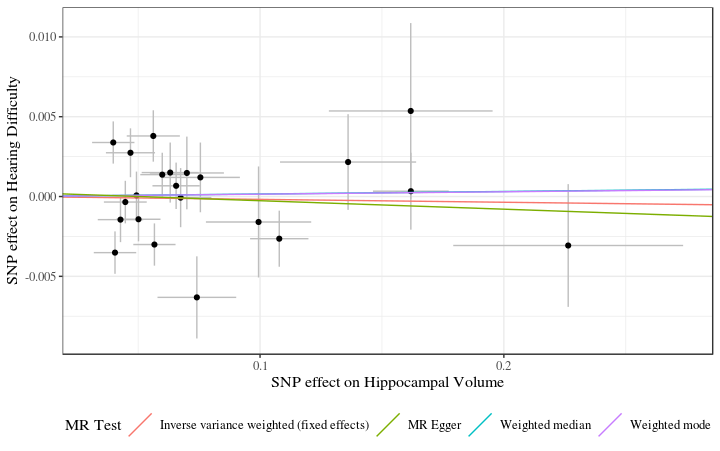 0.010
0.005
0.000
-0.005
SNP effect on Hearing Difficulty
0.1
0.2
SNP effect on Hippocampal Volume
MR Test
Inverse variance weighted (fixed effects)
MR Egger
Weighted median
Weighted mode